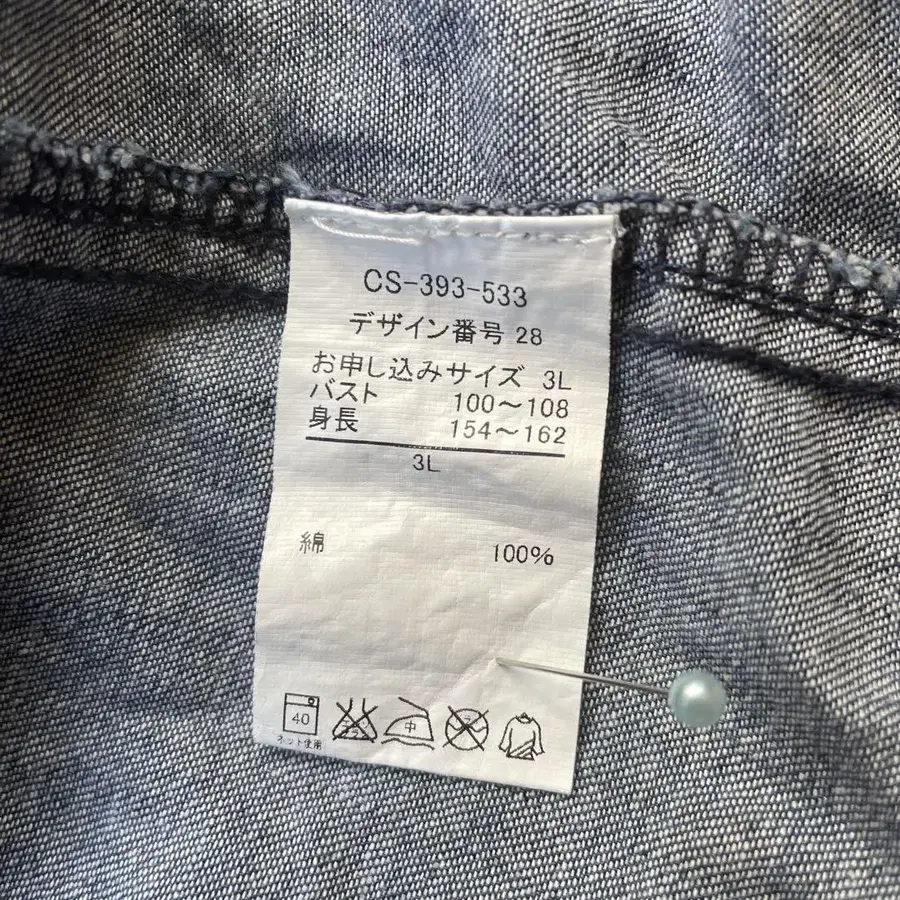 CS-393-533
デザイン番号 28
お申し込みサイズ 3L
バスト 100～108
身長 154～162
3L
綿 100%
40 中
ネット使用